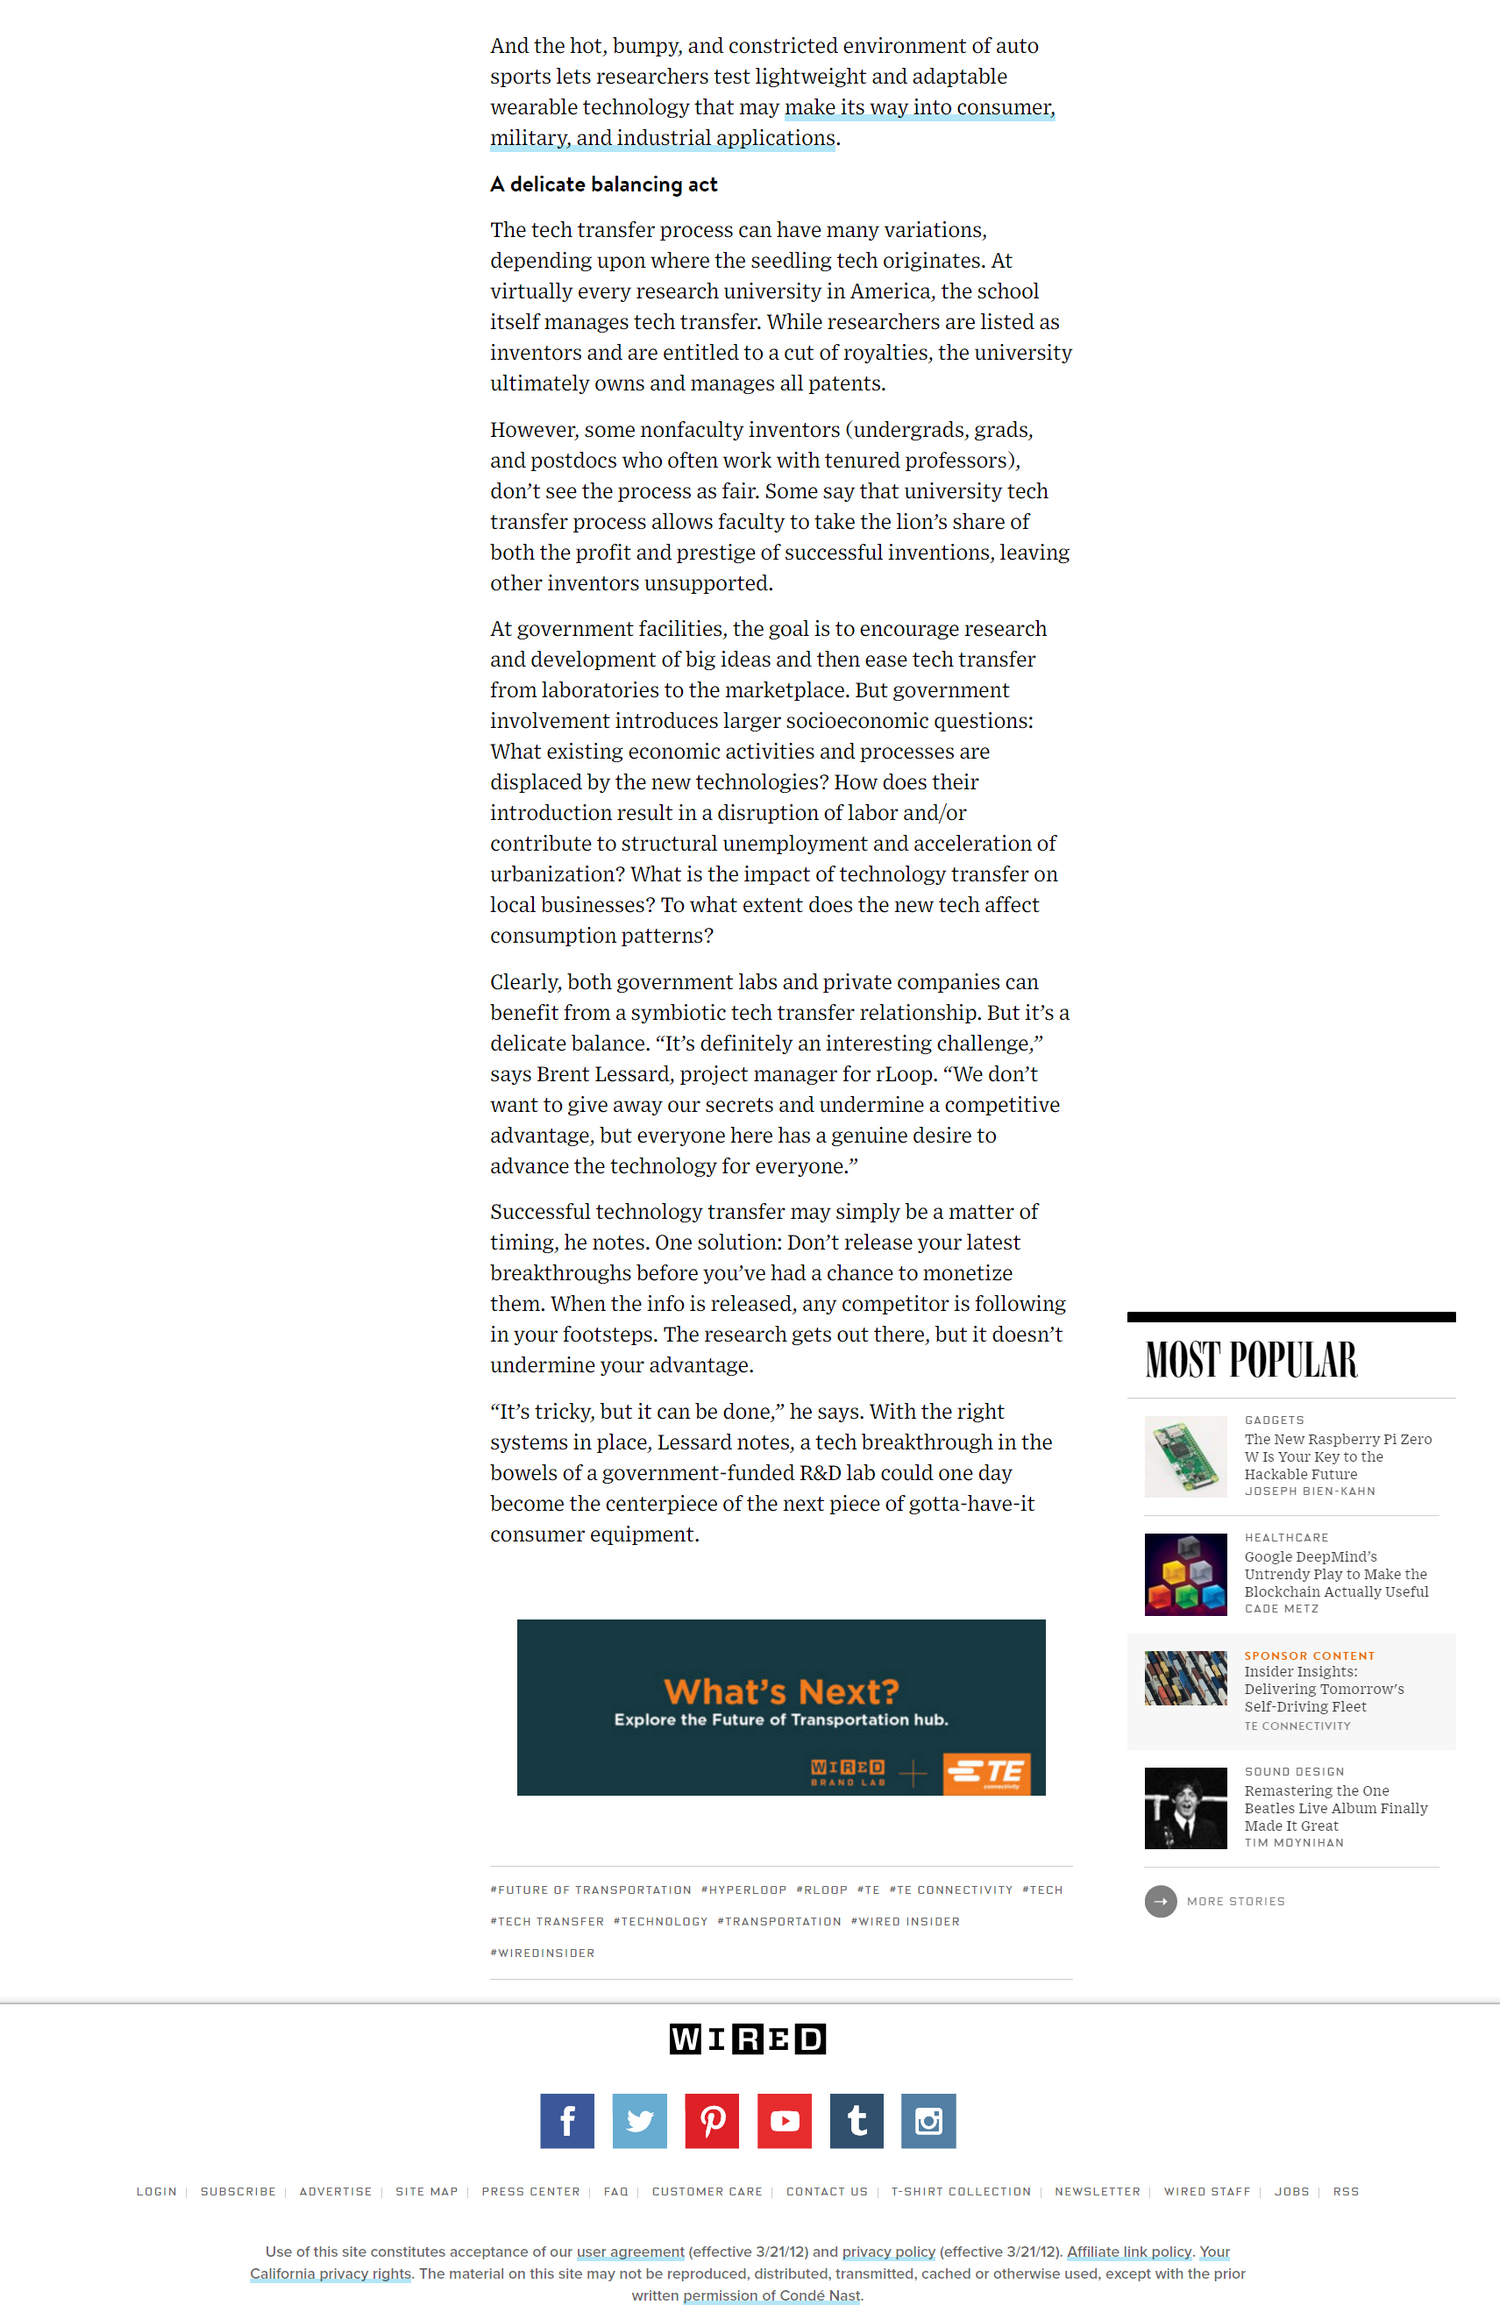 And the hot, bumpy, and constricted environment of auto
sports lets researchers test lightweight and adaptable
wearable technology that may make its way into consumer,
military, and industrial applications.
A delicate balancing act
The tech transfer process can have many variations,
depending upon where the seedling tech originates. At
virtually every research university in America, the school
itself manages tech transfer. While researchers are listed as
inventors and are entitled to a cut of royalties, the university
ultimately owns and manages all patents.
However, some nonfaculty inventors (undergrads, grads,
and postdocs who often work with tenured professors),
don’t see the process as fair. Some say that university tech
transfer process allows faculty to take the lion’s share of
both the profit and prestige of successful inventions, leaving
other inventors unsupported.
At government facilities, the goal is to encourage research
and development of big ideas and then ease tech transfer
from laboratories to the marketplace. But government
involvement introduces larger socioeconomic questions:
What existing economic activities and processes are
displaced by the new technologies? How does their
introduction result in a disruption of labor and/or
contribute to structural unemployment and acceleration of
urbanization? What is the impact of technology transfer on
local businesses? To what extent does the new tech affect
consumption patterns?
Clearly, both government labs and private companies can
benefit from a symbiotic tech transfer relationship. But it’s a
delicate balance. “It’s definitely an interesting challenge,”
says Brent Lessard, project manager for rLoop. “We don’t
want to give away our secrets and undermine a competitive
advantage, but everyone here has a genuine desire to
advance the technology for everyone.”
Successful technology transfer may simply be a matter of
timing, he notes. One solution: Don’t release your latest
breakthroughs before you’ve had a chance to monetize
them. When the info is released, any competitor is following
in your footsteps. The research gets out there, but it doesn’t
undermine your advantage.
“It’s tricky, but it can be done,” he says. With the right
systems in place, Lessard notes, a tech breakthrough in the
bowels of a government-funded R&D lab could one day
become the centerpiece of the next piece of gotta-have-it
consumer equipment.
What’s Next?
Explore the Future of Transportation hub.
WIRED
BRAND LAB
TE
connectivity
#FUTURE OF TRANSPORTATION #HYPERLOOP #RLOOP #TE #TE CONNECTIVITY #TECH
#TECH TRANSFER #TECHNOLOGY #TRANSPORTATION #WIRED INSIDER
#WIREDINSIDER
MOST POPULAR
GADGETS
The New Raspberry Pi Zero
W Is Your Key to the
Hackable Future
JOSEPH BIEN-KAHN
HEALTHCARE
Google DeepMind’s
Untrendy Play to Make the
Blockchain Actually Useful
CADE METZ
SPONSOR CONTENT
Insider Insights:
Delivering Tomorrow’s
Self-Driving Fleet
TE CONNECTIVITY
SOUND DESIGN
Remastering the One
Beatles Live Album Finally
Made It Great
TIM MOYNIHAN
MORE STORIES
WIRED
LOGIN | SUBSCRIBE | ADVERTISE | SITE MAP | PRESS CENTER | FAQ | CUSTOMER CARE | CONTACT US | T-SHIRT COLLECTION | NEWSLETTER | WIRED STAFF | JOBS | RSS
Use of this site constitutes acceptance of our user agreement (effective 3/21/12) and privacy policy (effective 3/21/12). Affiliate link policy. Your
California privacy rights. The material on this site may not be reproduced, distributed, transmitted, cached or otherwise used, except with the prior
written permission of Condé Nast.